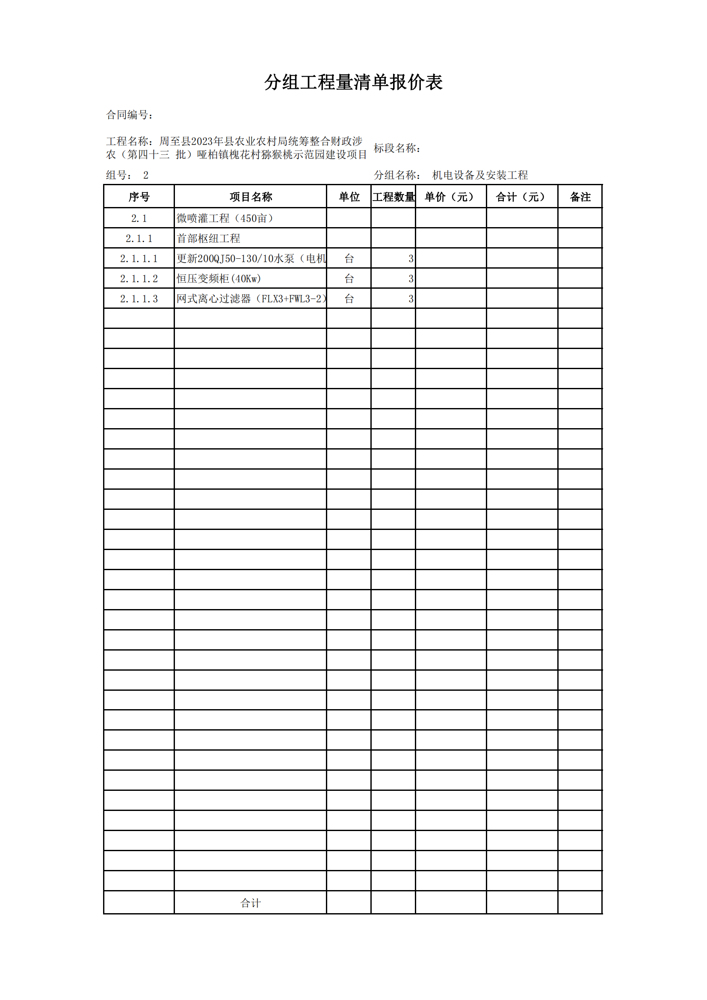 分组工程量清单报价表
合同编号：
工程名称：周至县2023年县农业农村局统筹整合财政涉
农（第四十三 批）哑柏镇槐花村猕猴桃示范园建设项目
标段名称：
组号： 2
分组名称： 机电设备及安装工程
序号 项目名称 单位 工程数量 单价（元） 合计（元） 备注
2.1 微喷灌工程（450亩）
2.1.1 首部枢纽工程
2.1.1.1 更新200QJ50-130/10水泵（电机 台 3
2.1.1.2 恒压变频柜(40Kw) 台 3
2.1.1.3 网式离心过滤器（FLX3+FWL3-2） 台 3
合计